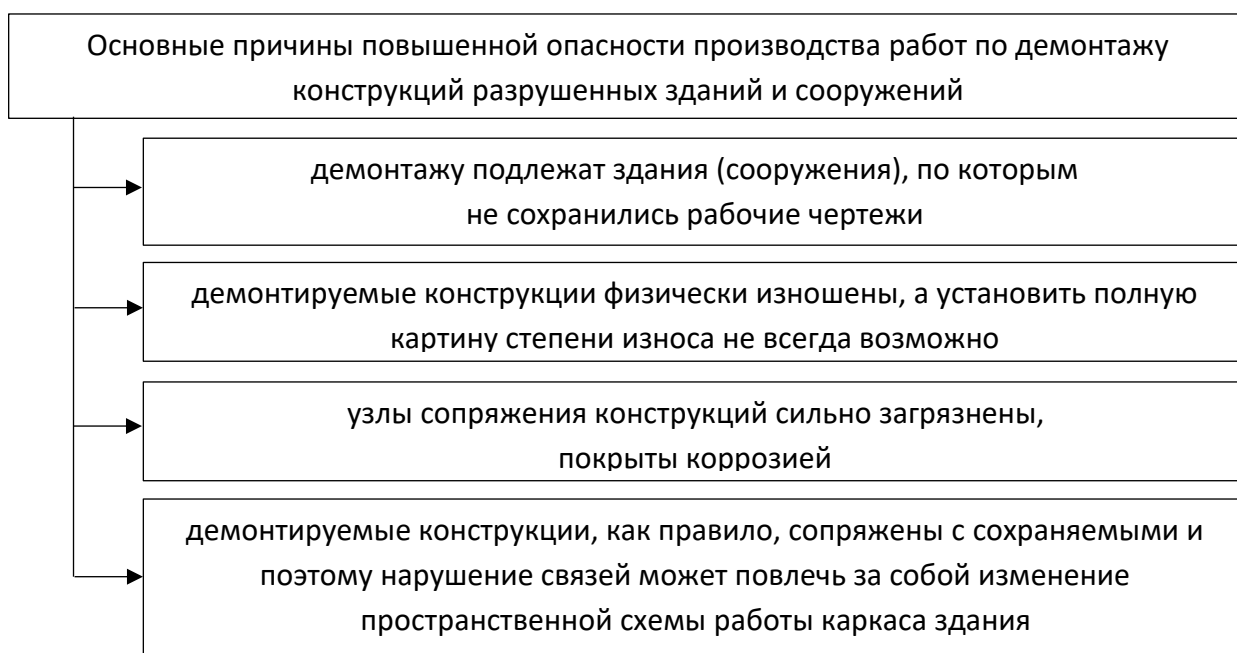 Основные причины повышенной опасности производства работ по демонтажу
конструкций разрушенных зданий и сооружений
демонтажу подлежат здания (сооружения), по которым
не сохранились рабочие чертежи
демонтируемые конструкции физически изношены, а установить полную
картину степени износа не всегда возможно
узлы сопряжения конструкций сильно загрязнены,
покрыты коррозией
демонтируемые конструкции, как правило, сопряжены с сохраняемыми и
поэтому нарушение связей может повлечь за собой изменение
пространственной схемы работы каркаса здания